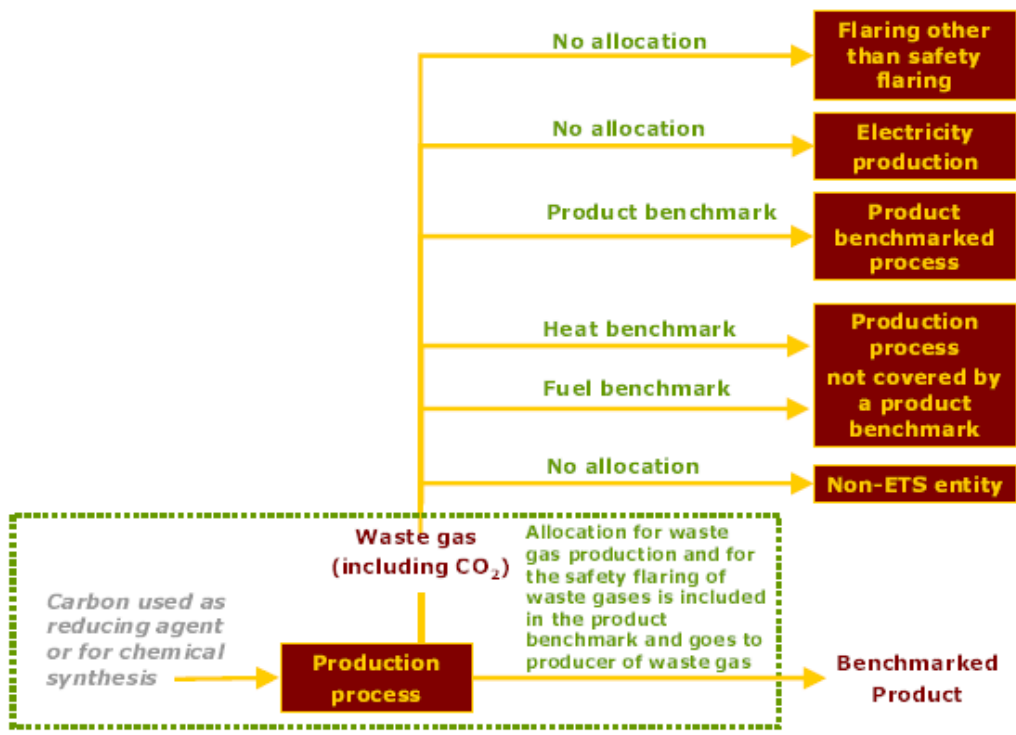 No allocation
Flaring other
than safety
flaring
No allocation
Electricity
production
Product benchmark
Product
benchmarked
process
Heat benchmark
Fuel benchmark
Production
process
not covered by
a product
benchmark
No allocation
Non-ETS entity
Waste gas
(including CO₂)
Allocation for waste
gas production and for
the safety flaring of
waste gases is included
in the product
benchmark and goes to
producer of waste gas
Carbon used as
reducing agent
or for chemical
synthesis
Production
process
Benchmarked
Product